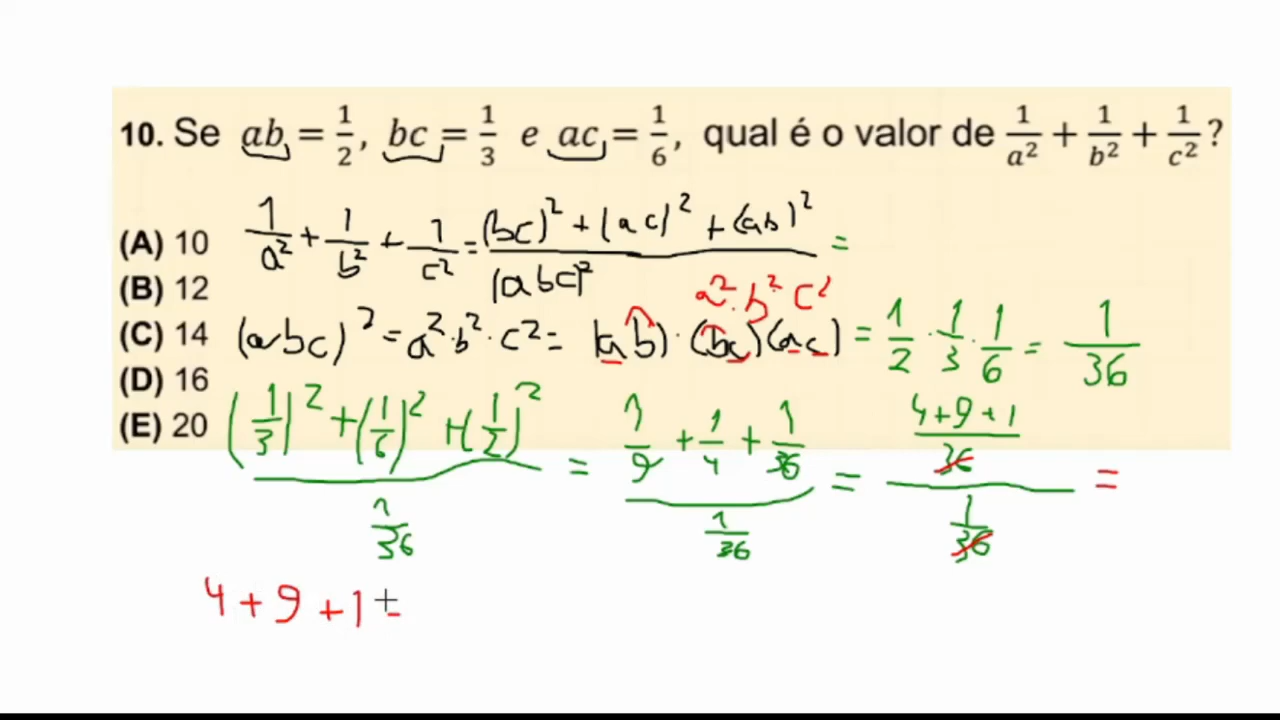 10. Se ab = 1/2, bc = 1/3 e ac = 1/6, qual é o valor de 1/a² + 1/b² + 1/c²?
(A) 10
1/a² + 1/b² + 1/c² = ((bc)² + (ac)² + (ab)²)/(abc)² =
(B) 12
a².b².c²
(C) 14
(abc)² = a².b².c² = (ab).(bc)(ac) = 1/2 . 1/3 . 1/6 = 1/36
(D) 16
(E) 20
((1/3)² + (1/6)² + (1/2)²)/(1/36) = (1/9 + 1/4 + 1/36)/(1/36) = ((4+9+1)/36)/(1/36) =
4 + 9 + 1 =